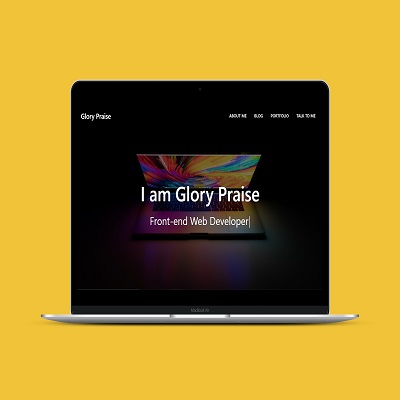 Glory Praise
ABOUT ME BLOG PORTFOLIO TALK TO ME
I am Glory Praise
Front-end Web Developer
MacBook Air